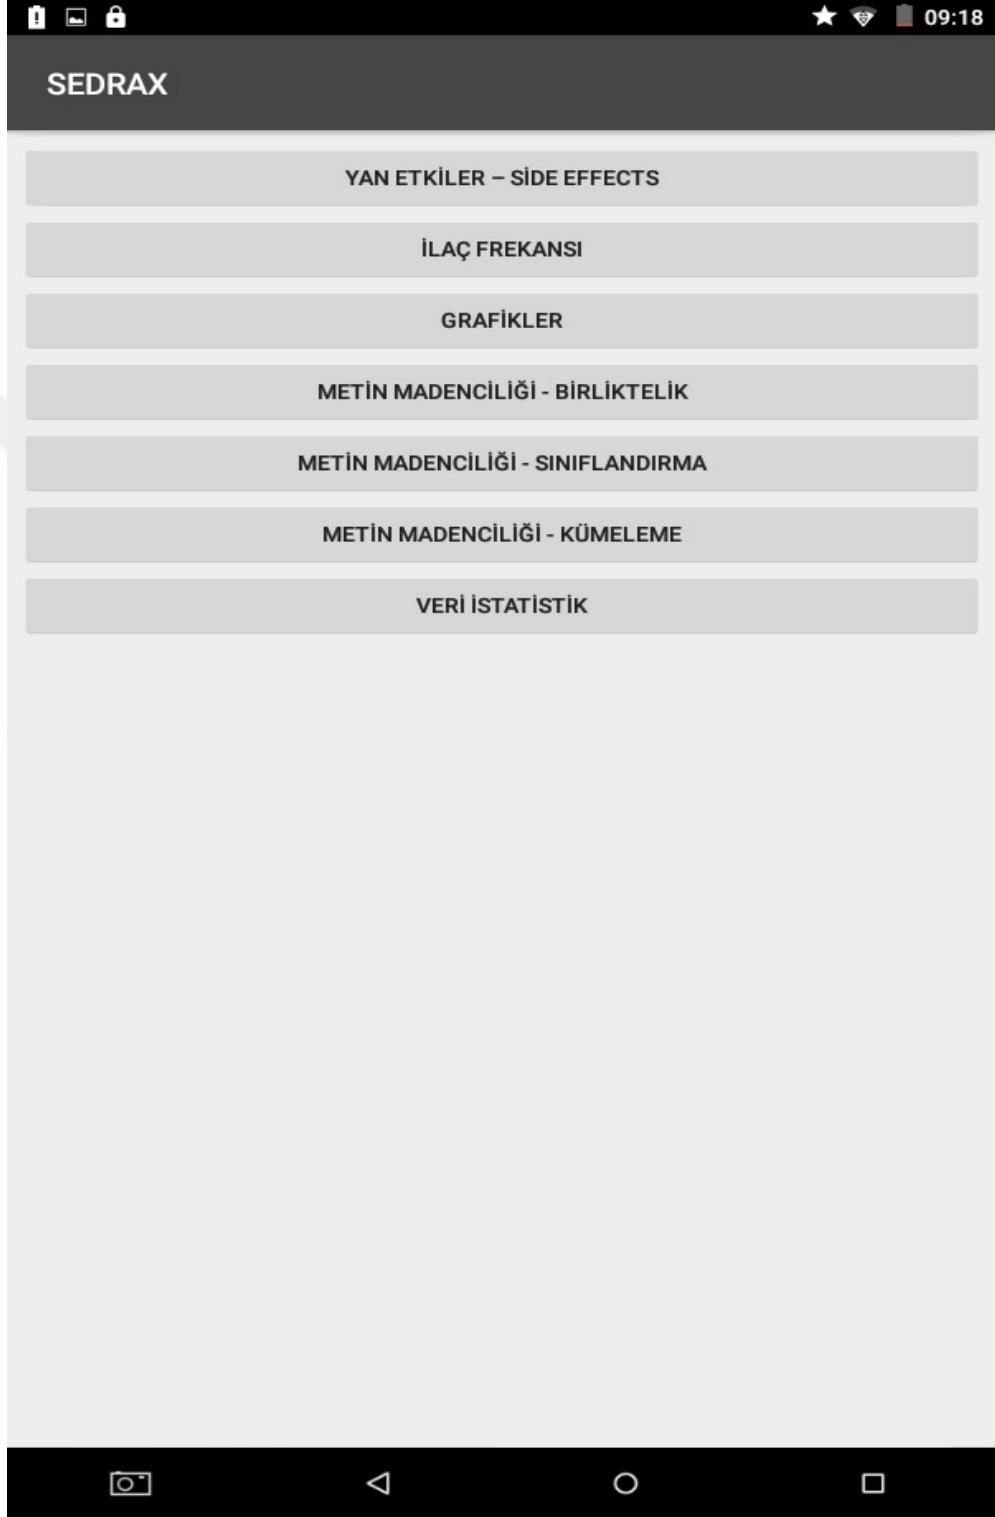 09:18
SEDRAX
YAN ETKİLER – SİDE EFFECTS
İLAÇ FREKANSI
GRAFİKLER
METİN MADENCİLİĞİ - BİRLİKTELİK
METİN MADENCİLİĞİ - SINIFLANDIRMA
METİN MADENCİLİĞİ - KÜMELEME
VERİ İSTATİSTİK